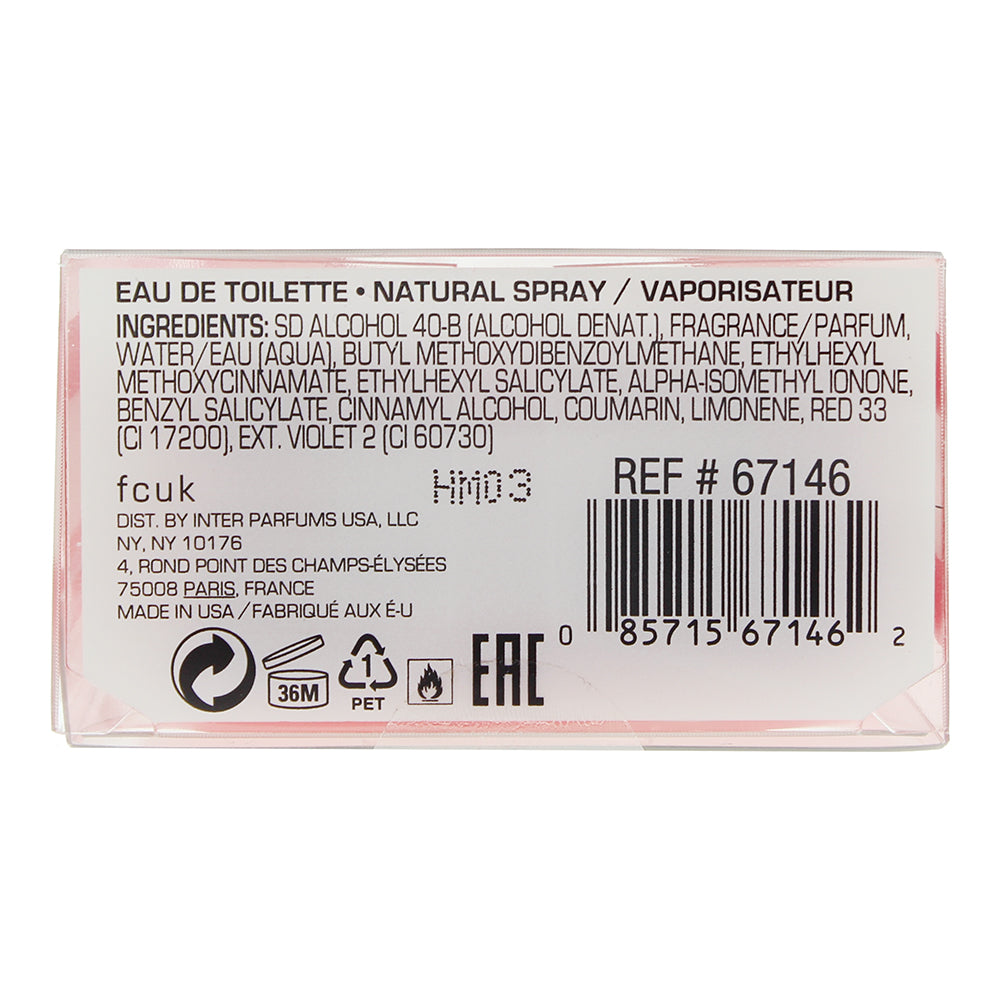 EAU DE TOILETTE • NATURAL SPRAY / VAPORISATEUR
INGREDIENTS: SD ALCOHOL 40-B (ALCOHOL DENAT.), FRAGRANCE/PARFUM,
WATER/EAU (AQUA), BUTYL METHOXYDIBENZOYLMETHANE, ETHYLHEXYL
METHOXYCINNAMATE, ETHYLHEXYL SALICYLATE, ALPHA-ISOMETHYL IONONE,
BENZYL SALICYLATE, CINNAMYL ALCOHOL, COUMARIN, LIMONENE, RED 33
(CI 17200), EXT. VIOLET 2 (CI 60730)
fcuk
HM03
REF # 67146
DIST. BY INTER PARFUMS USA, LLC
NY, NY 10176
4, ROND POINT DES CHAMPS-ÉLYSÉES
75008 PARIS, FRANCE
MADE IN USA / FABRIQUÉ AUX É-U
0 85715 67146 2
36M
1
PET
EAC